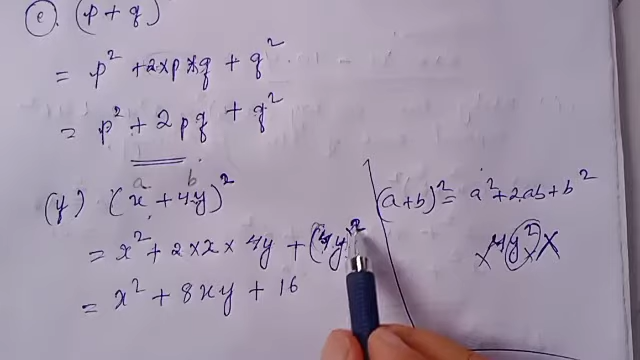 e. (p + q)
= p² + 2×p×q + q²
= p² + 2pq + q²
a b
(y) (x + 4y)²
= x² + 2×x×4y + (4y)²
= x² + 8xy + 16
(a+b)² = a² + 2ab + b²
×4y²×